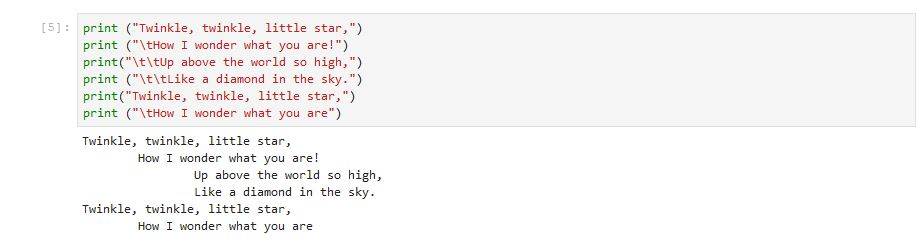 [5]: print ("Twinkle, twinkle, little star,")
print ("\tHow I wonder what you are!")
print("\t\tUp above the world so high,")
print ("\t\tLike a diamond in the sky.")
print("Twinkle, twinkle, little star,")
print ("\tHow I wonder what you are")
Twinkle, twinkle, little star,
        How I wonder what you are!
                Up above the world so high,
                Like a diamond in the sky.
Twinkle, twinkle, little star,
        How I wonder what you are